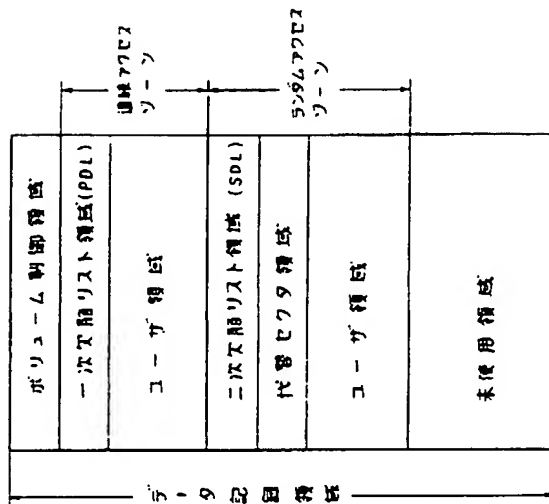 ボリューム制御領域
一次欠陥リスト領域(PDL)
ユーザ領域
二次欠陥リスト領域 (SDL)
代替セクタ領域
ユーザ領域
未使用領域
連続アクセス
ゾーン
ランダムアクセス
ゾーン
データ記録領域